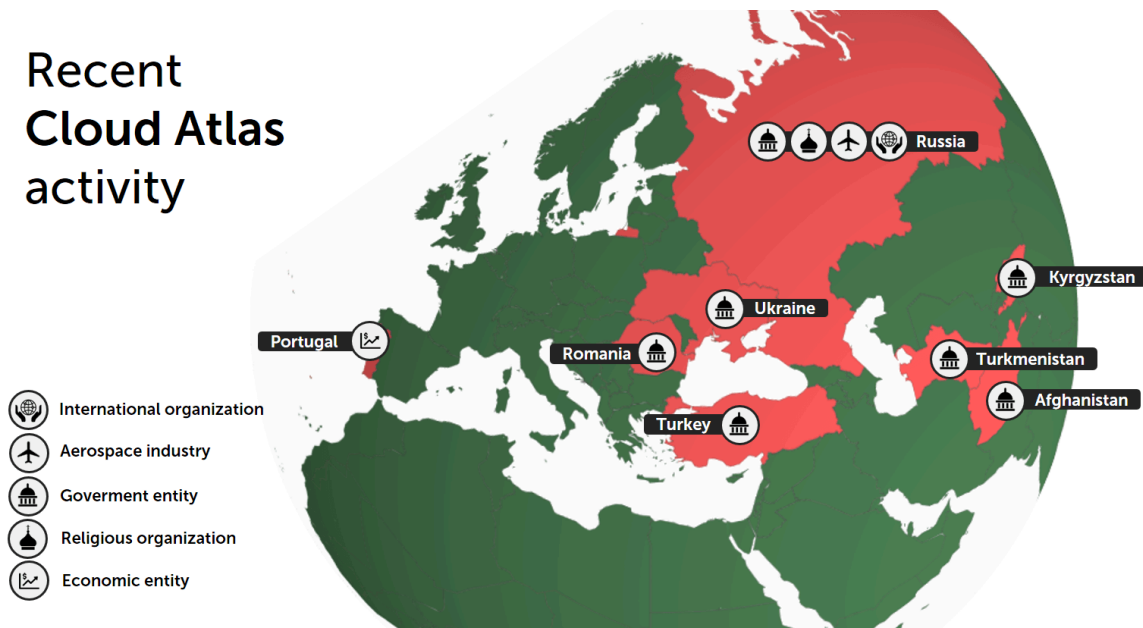 Recent
Cloud Atlas
activity
Russia
Kyrgyzstan
Ukraine
Portugal
Romania
Turkmenistan
Afghanistan
Turkey
International organization
Aerospace industry
Goverment entity
Religious organization
Economic entity